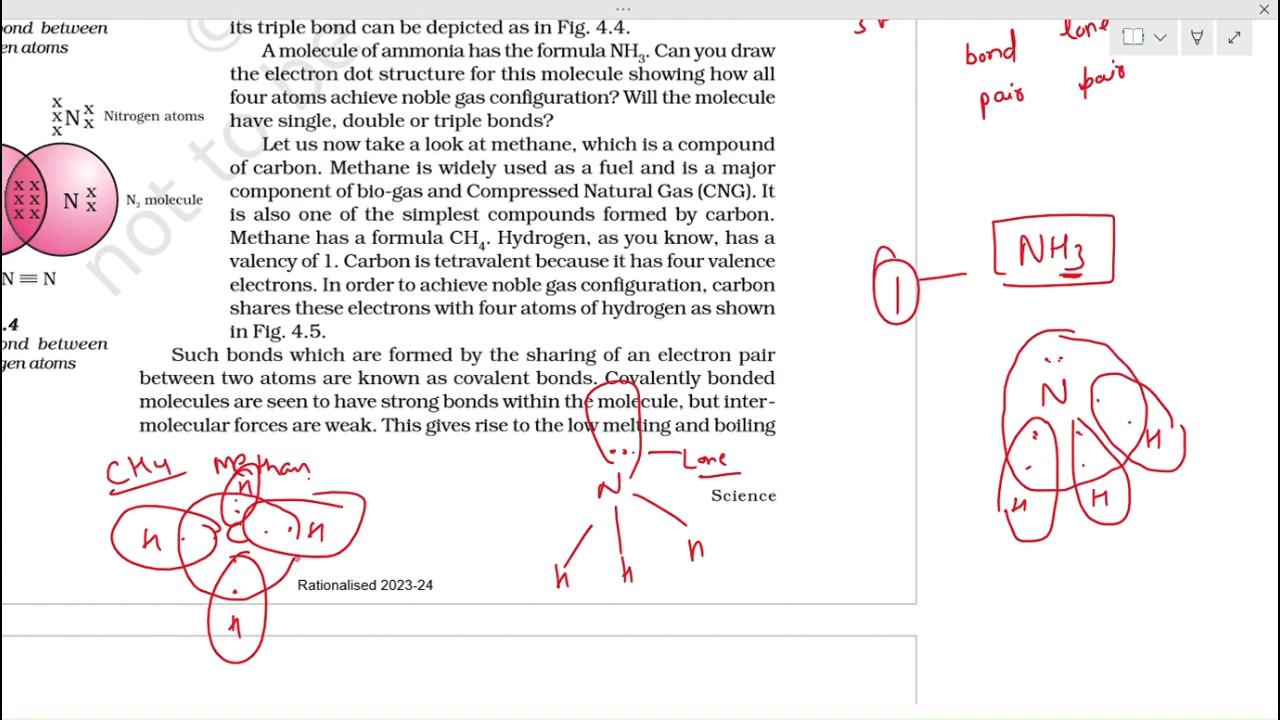 ond between
en atoms
its triple bond can be depicted as in Fig. 4.4.
A molecule of ammonia has the formula NH₃. Can you draw
the electron dot structure for this molecule showing how all
four atoms achieve noble gas configuration? Will the molecule
have single, double or triple bonds?
Let us now take a look at methane, which is a compound
of carbon. Methane is widely used as a fuel and is a major
component of bio-gas and Compressed Natural Gas (CNG). It
is also one of the simplest compounds formed by carbon.
Methane has a formula CH₄. Hydrogen, as you know, has a
valency of 1. Carbon is tetravalent because it has four valence
electrons. In order to achieve noble gas configuration, carbon
shares these electrons with four atoms of hydrogen as shown
in Fig. 4.5.
Such bonds which are formed by the sharing of an electron pair
between two atoms are known as covalent bonds. Covalently bonded
molecules are seen to have strong bonds within the molecule, but inter-
molecular forces are weak. This gives rise to the low melting and boiling
x
x N x Nitrogen atoms
x x
x
x x
x x
x x
N x
x
N₂ molecule
N ≡ N
.4
ond between
gen atoms
not to be
©
Science
Rationalised 2023-24
bond lone
pair pair
1
NH3
N
H H H
CH4 Methan
H
H C H
H
Lone
N
H H H